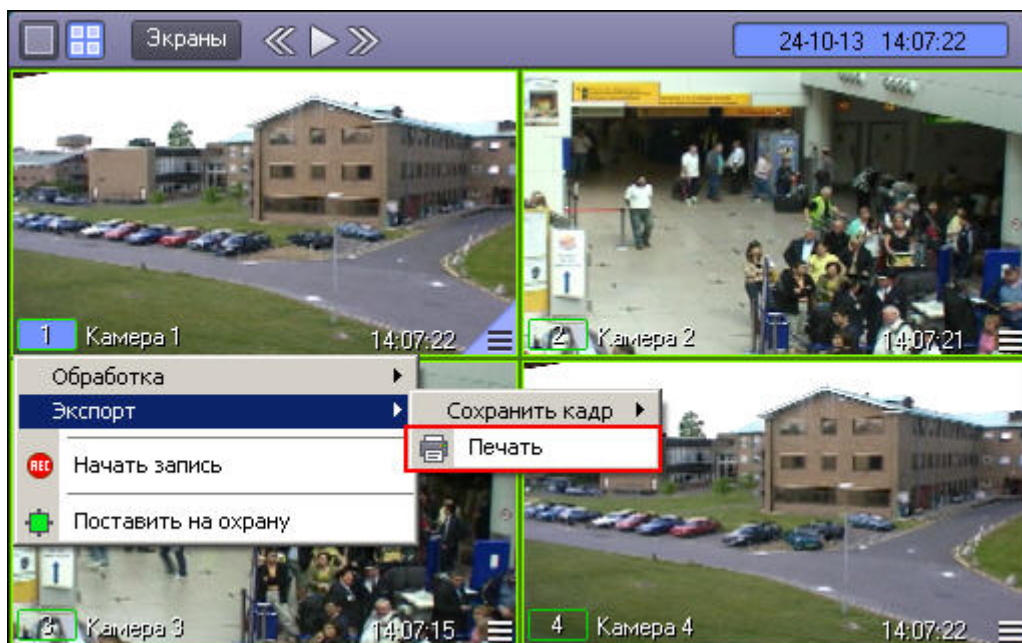 Экраны
24-10-13 14:07:22
1 Камера 1 14:07:22
2 Камера 2 14:07:21
Обработка
Экспорт
Сохранить кадр
Печать
REC Начать запись
Поставить на охрану
3 Камера 3 14:07:15
4 Камера 4 14:07:22